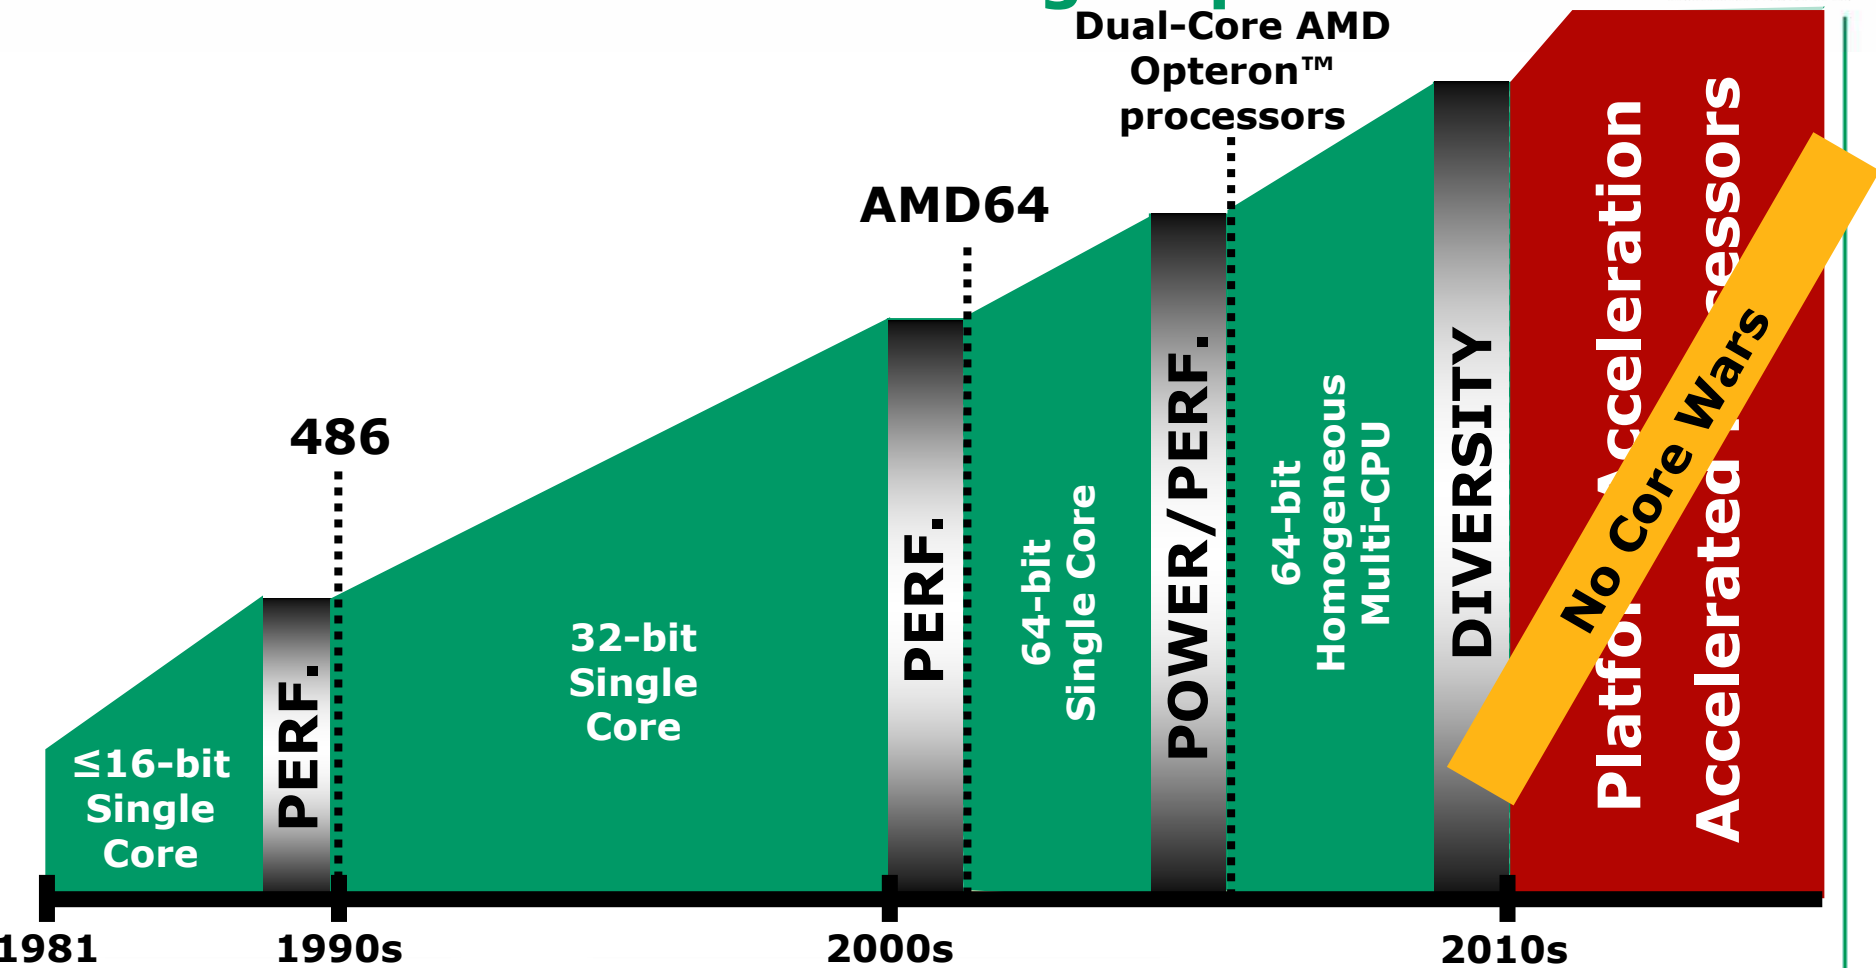 Dual-Core AMD
Opteron™
processors
AMD64
486
≤16-bit
Single
Core
PERF.
32-bit
Single
Core
PERF.
64-bit
Single Core
POWER/PERF.
64-bit
Homogeneous
Multi-CPU
DIVERSITY
Platform Acceleration
Accelerated
No Core Wars
1981
1990s
2000s
2010s